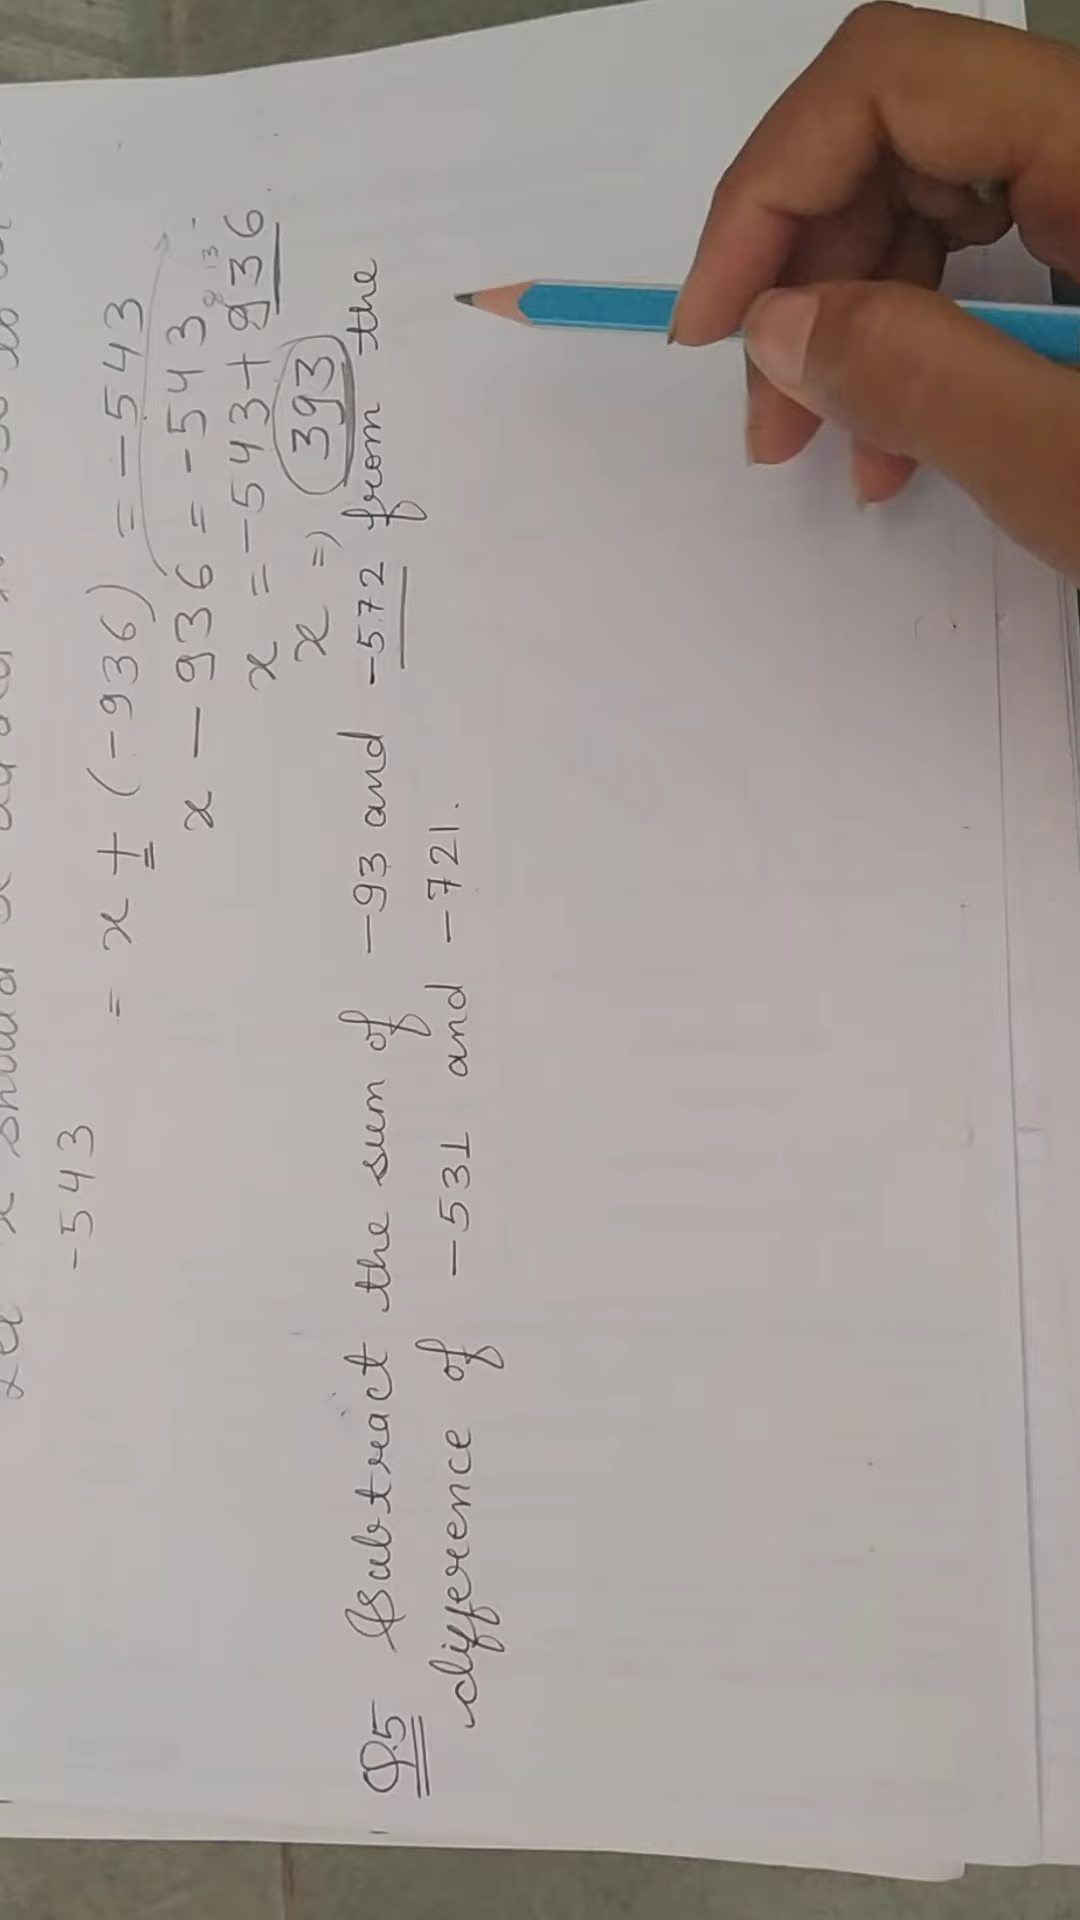 -543
= x + (-936) = -543
x - 936 = -543
x = -543 + 936
x => 393
Q.5 Subtract the sum of -93 and -572 from the
difference of -531 and -721.